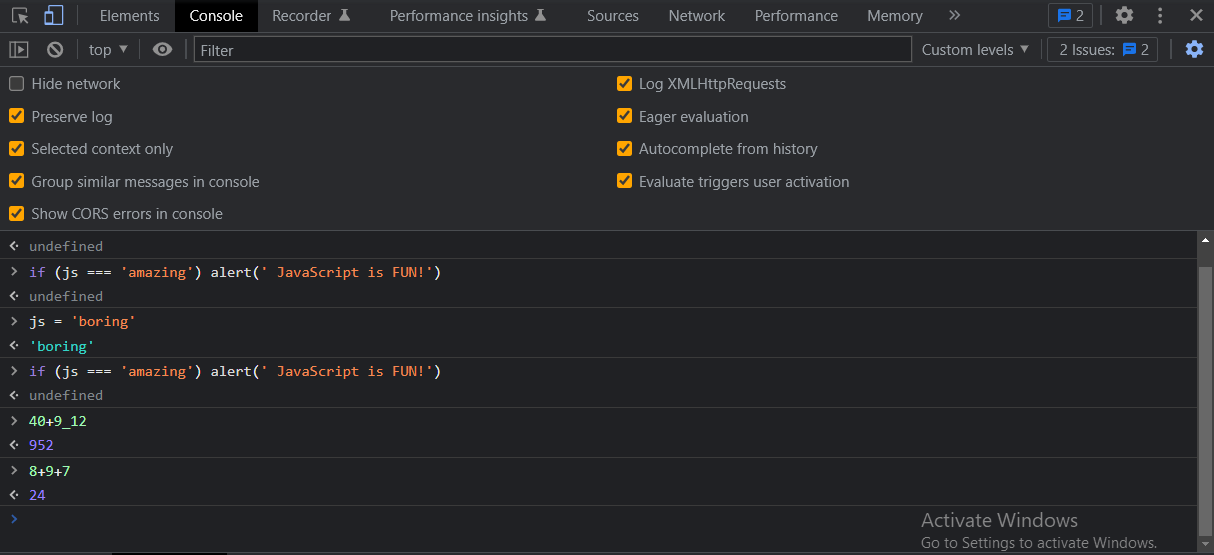 Elements Console Recorder Performance insights Sources Network Performance Memory » 2
top ▼ Filter Custom levels ▼ 2 Issues: 2
Hide network Log XMLHttpRequests
Preserve log Eager evaluation
Selected context only Autocomplete from history
Group similar messages in console Evaluate triggers user activation
Show CORS errors in console
undefined
if (js === 'amazing') alert(' JavaScript is FUN!')
undefined
js = 'boring'
'boring'
if (js === 'amazing') alert(' JavaScript is FUN!')
undefined
40+9_12
952
8+9+7
24
Activate Windows
Go to Settings to activate Windows.